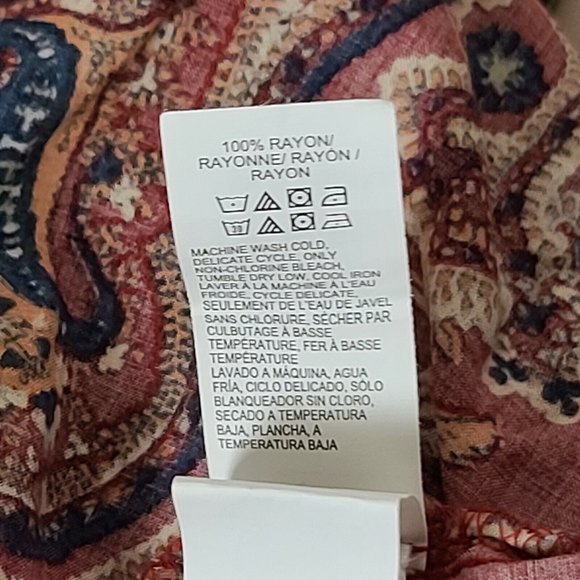 100% RAYON/
RAYONNE/ RAYÓN /
RAYON
30
MACHINE WASH COLD,
DELICATE CYCLE, ONLY
NON-CHLORINE BLEACH,
TUMBLE DRY LOW, COOL IRON
LAVER À LA MACHINE À L'EAU
FROIDE, CYCLE DELICATE,
SEULEMENT DE L'EAU DE JAVEL
SANS CHLORURE, SÉCHER PAR
CULBUTAGE À BASSE
TEMPÉRATURE, FER À BASSE
TEMPÉRATURE
LAVADO A MÁQUINA, AGUA
FRÍA, CICLO DELICADO, SÓLO
BLANQUEADOR SIN CLORO,
SECADO A TEMPERATURA
BAJA, PLANCHA, A
TEMPERATURA BAJA